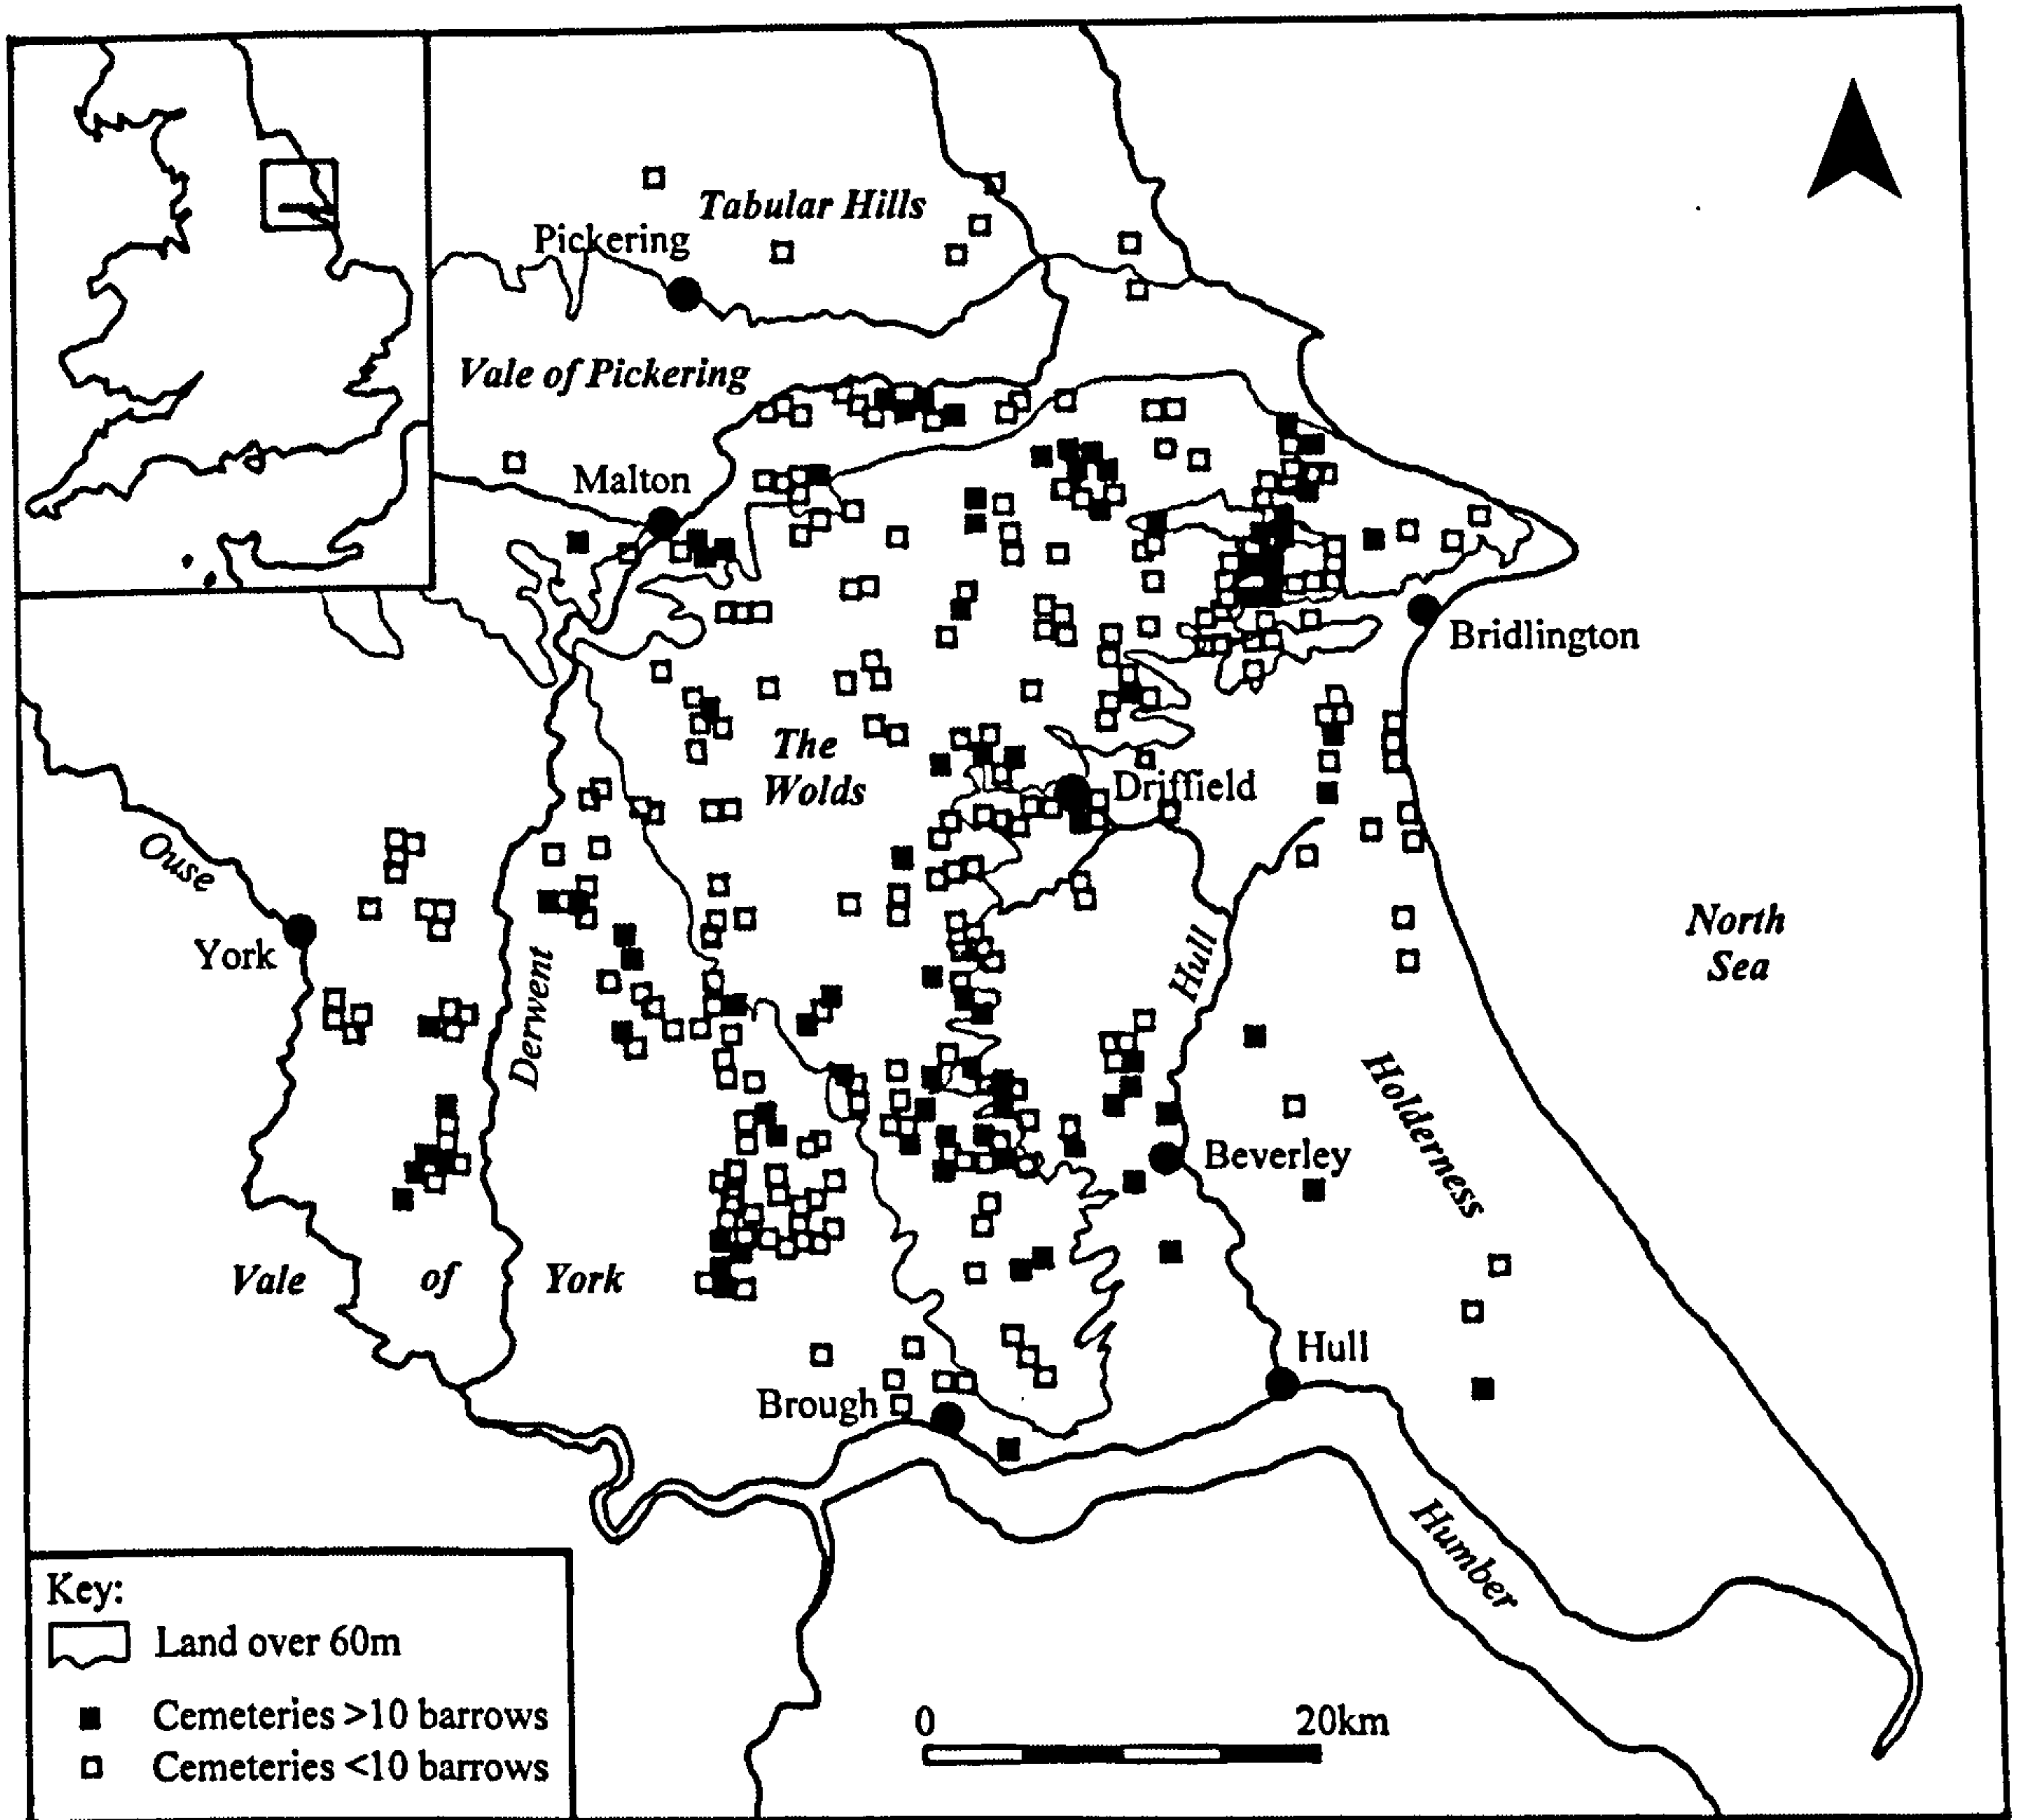 Tabular Hills
Pickering
Vale of Pickering
Malton
Bridlington
The
Wolds
Driffield
Ouse
York
Derwent
Hull
North
Sea
Holderness
Beverley
Vale of York
Hull
Brough
Humber
Key:
Land over 60m
Cemeteries >10 barrows
Cemeteries <10 barrows
0 20km